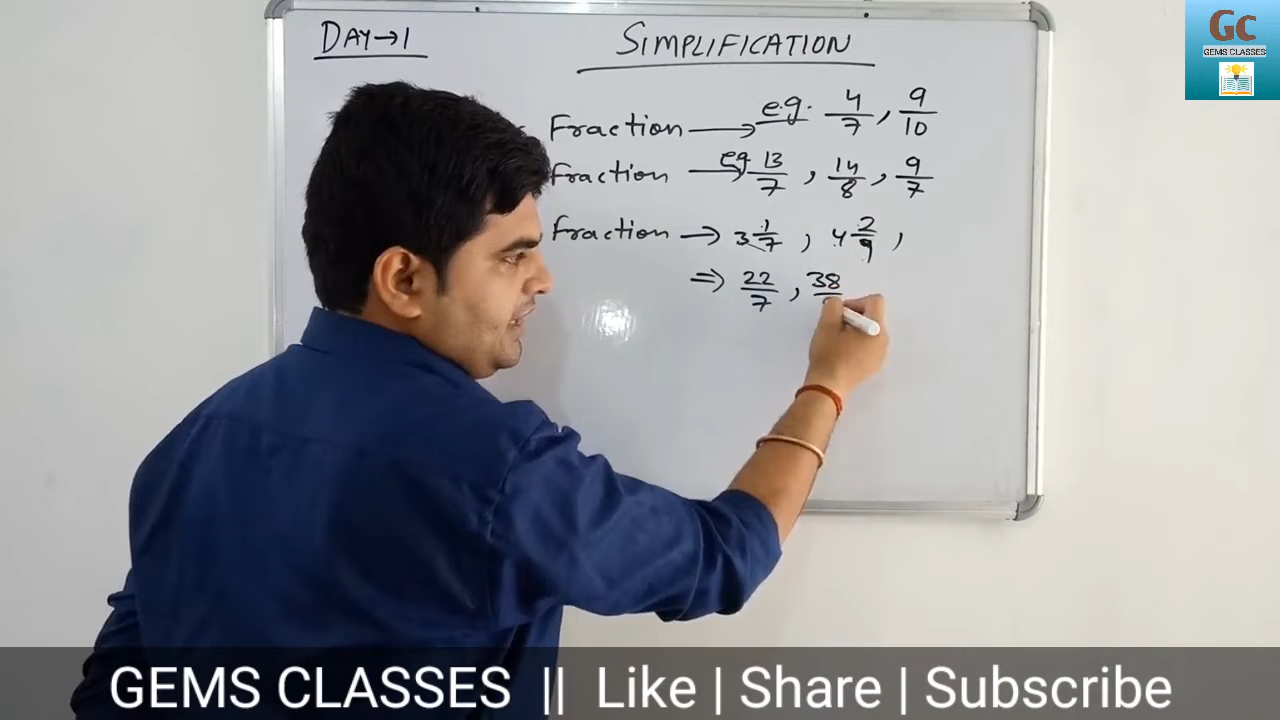 DAY→1
SIMPLIFICATION
Fraction → e.g. 4/7, 9/10
Fraction → eg 13/7, 14/8, 9/7
Fraction → 3 1/7, 4 2/9,
⇒ 22/7, 38
GC
GEMS CLASSES
GEMS CLASSES || Like | Share | Subscribe